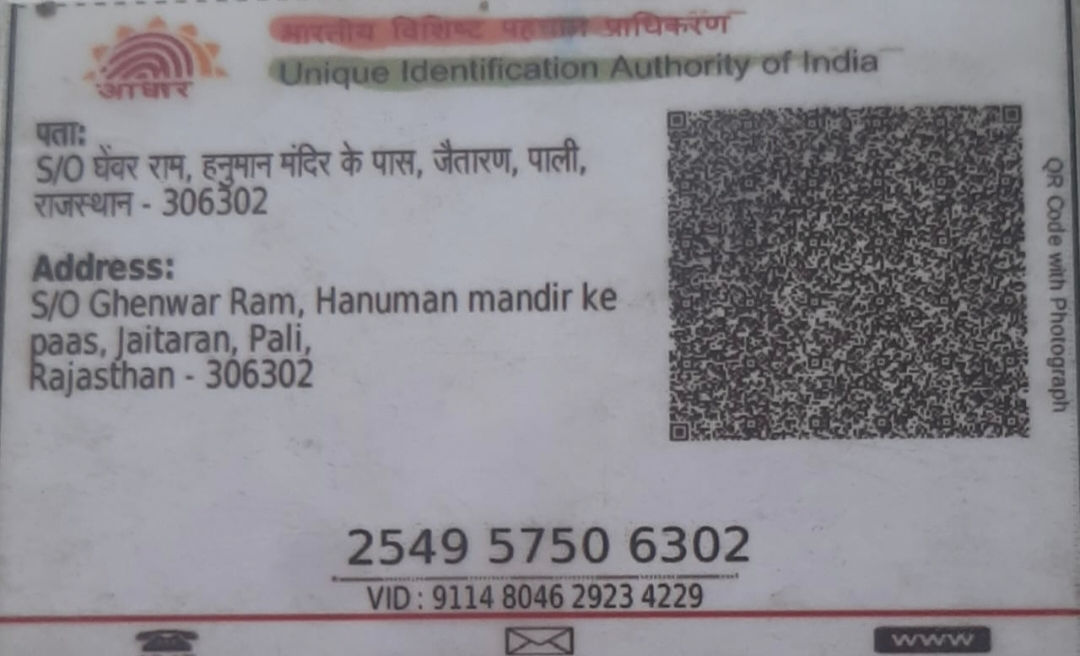 भारतीय विशिष्ट पहचान प्राधिकरण
Unique Identification Authority of India
आधार
पता:
S/O घेंवर राम, हनुमान मंदिर के पास, जैतारण, पाली,
राजस्थान - 306302
Address:
S/O Ghenwar Ram, Hanuman mandir ke
paas, Jaitaran, Pali,
Rajasthan - 306302
QR Code with Photograph
2549 5750 6302
VID : 9114 8046 2923 4229
www